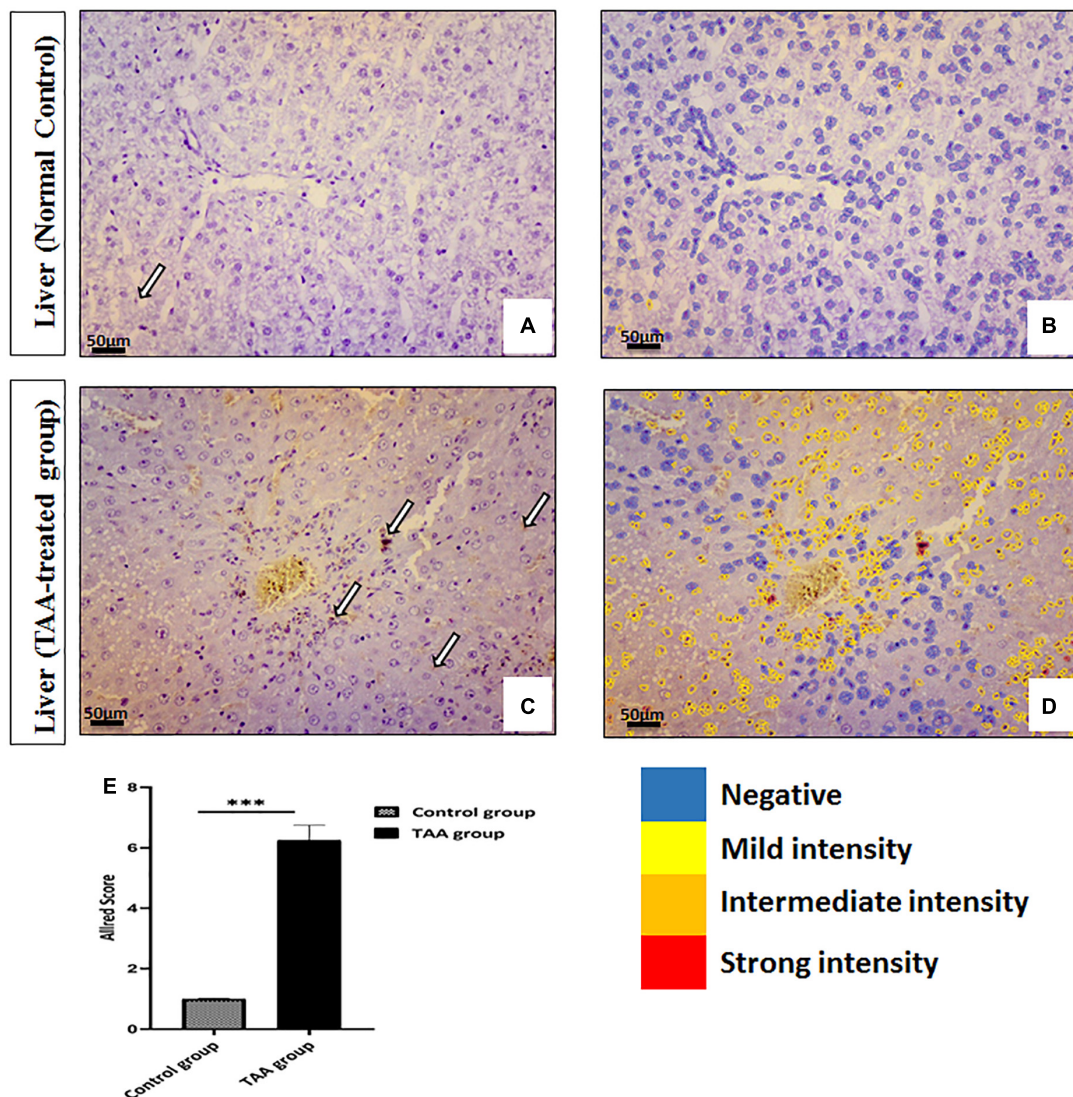 Liver (Normal Control)
50μm
A
50μm
B
Liver (TAA-treated group)
50μm
C
50μm
D
E
8
6
4
2
0
Allred Score
***
Control group
TAA group
Control group
TAA group
Negative
Mild intensity
Intermediate intensity
Strong intensity